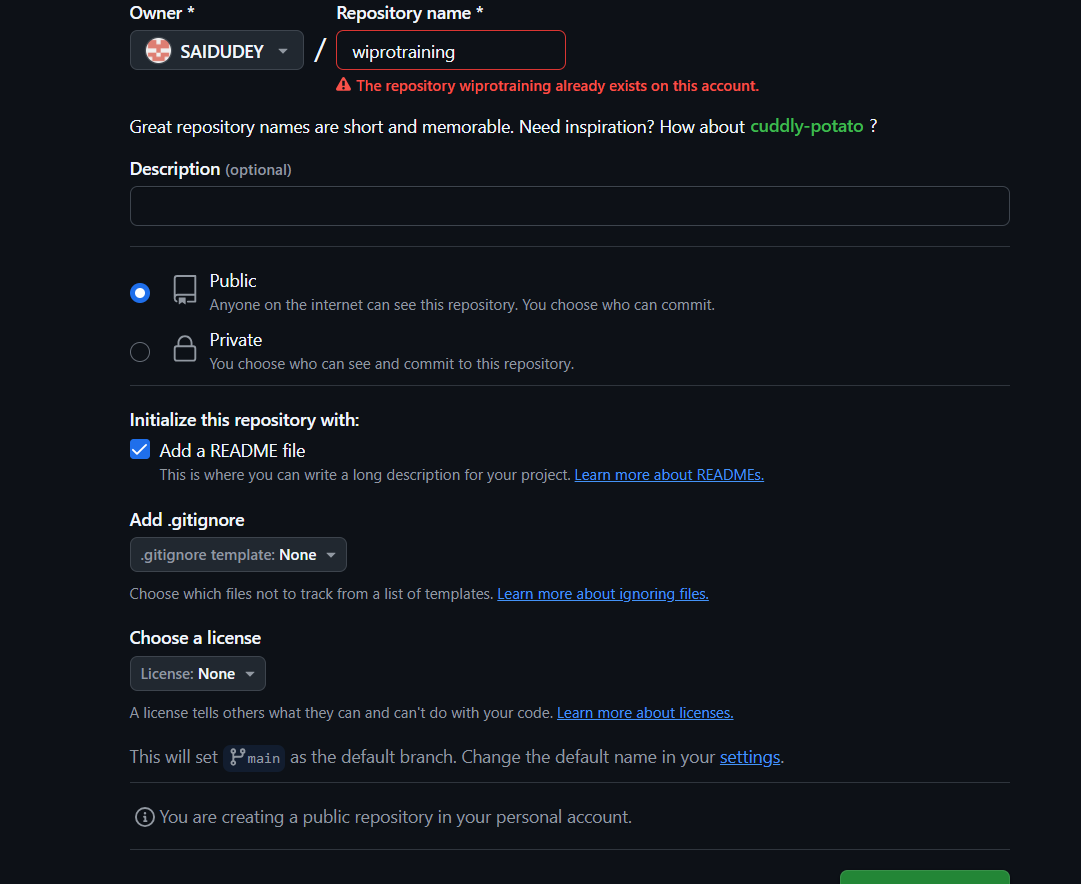 Owner * Repository name *
SAIDUDEY / wiprotraining
The repository wiprotraining already exists on this account.
Great repository names are short and memorable. Need inspiration? How about cuddly-potato ?
Description (optional)
Public
Anyone on the internet can see this repository. You choose who can commit.
Private
You choose who can see and commit to this repository.
Initialize this repository with:
Add a README file
This is where you can write a long description for your project. Learn more about READMEs.
Add .gitignore
.gitignore template: None
Choose which files not to track from a list of templates. Learn more about ignoring files.
Choose a license
License: None
A license tells others what they can and can't do with your code. Learn more about licenses.
This will set main as the default branch. Change the default name in your settings.
You are creating a public repository in your personal account.